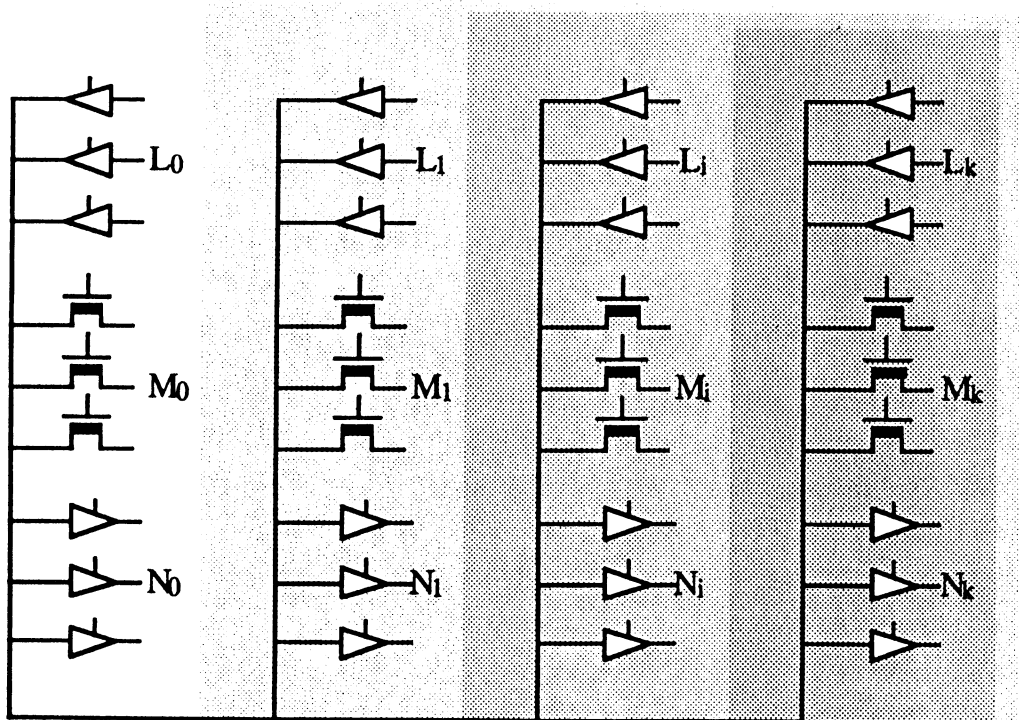 L₀ L₁ Lᵢ Lₖ
M₀ M₁ Mᵢ Mₖ
N₀ N₁ Nᵢ Nₖ